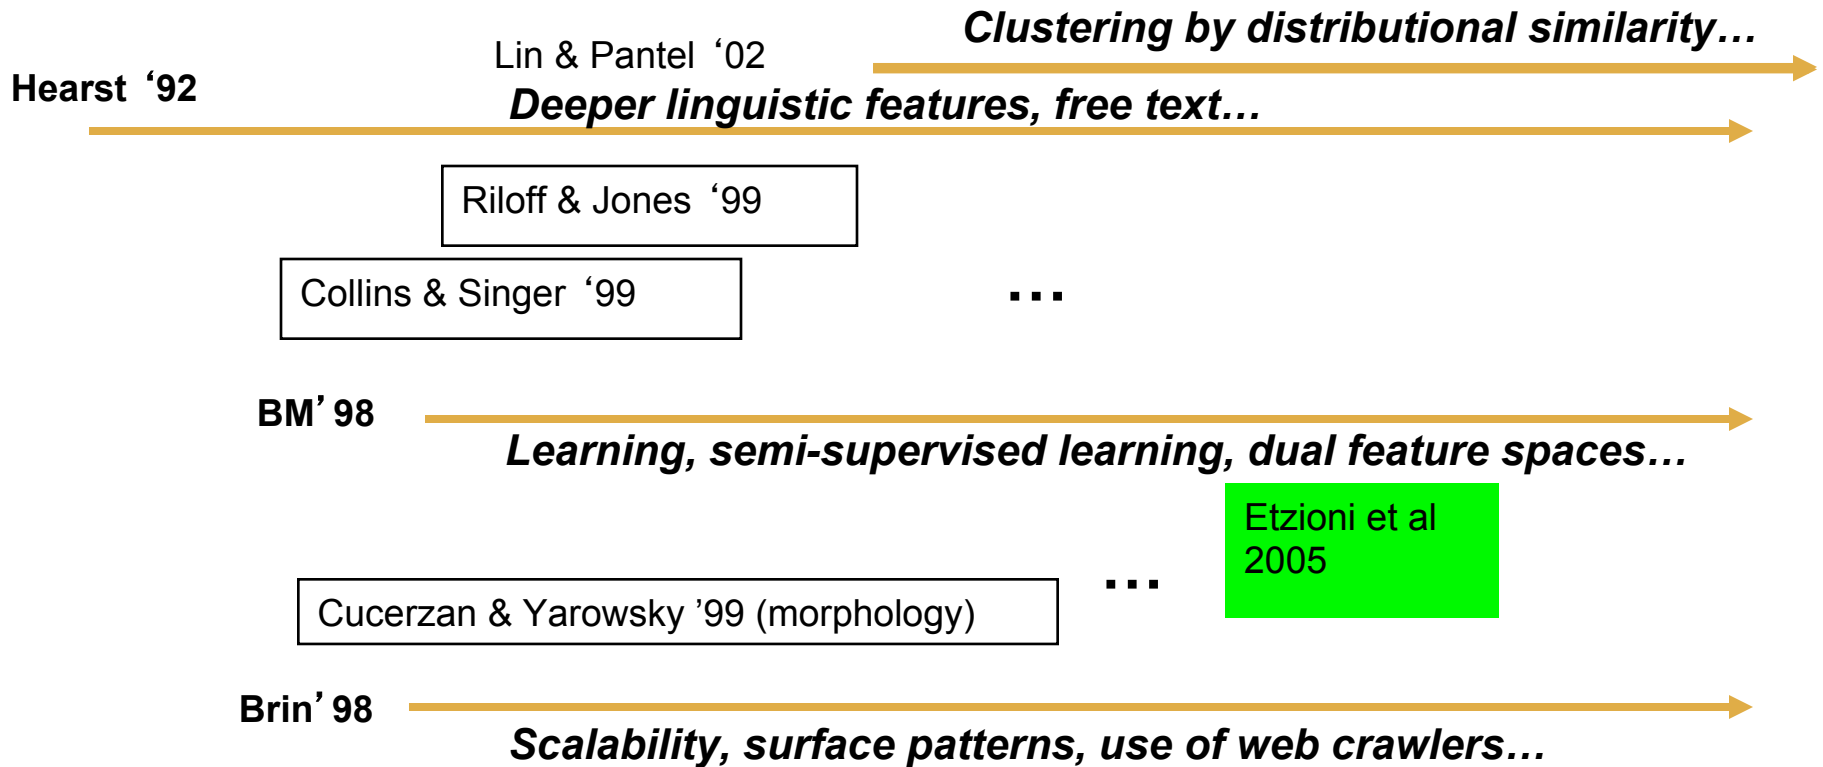 Clustering by distributional similarity…
Lin & Pantel ‘02
Hearst ‘92
Deeper linguistic features, free text…
Riloff & Jones ‘99
Collins & Singer ‘99
…
BM’98
Learning, semi-supervised learning, dual feature spaces…
Etzioni et al
2005
…
Cucerzan & Yarowsky ’99 (morphology)
Brin’98
Scalability, surface patterns, use of web crawlers…